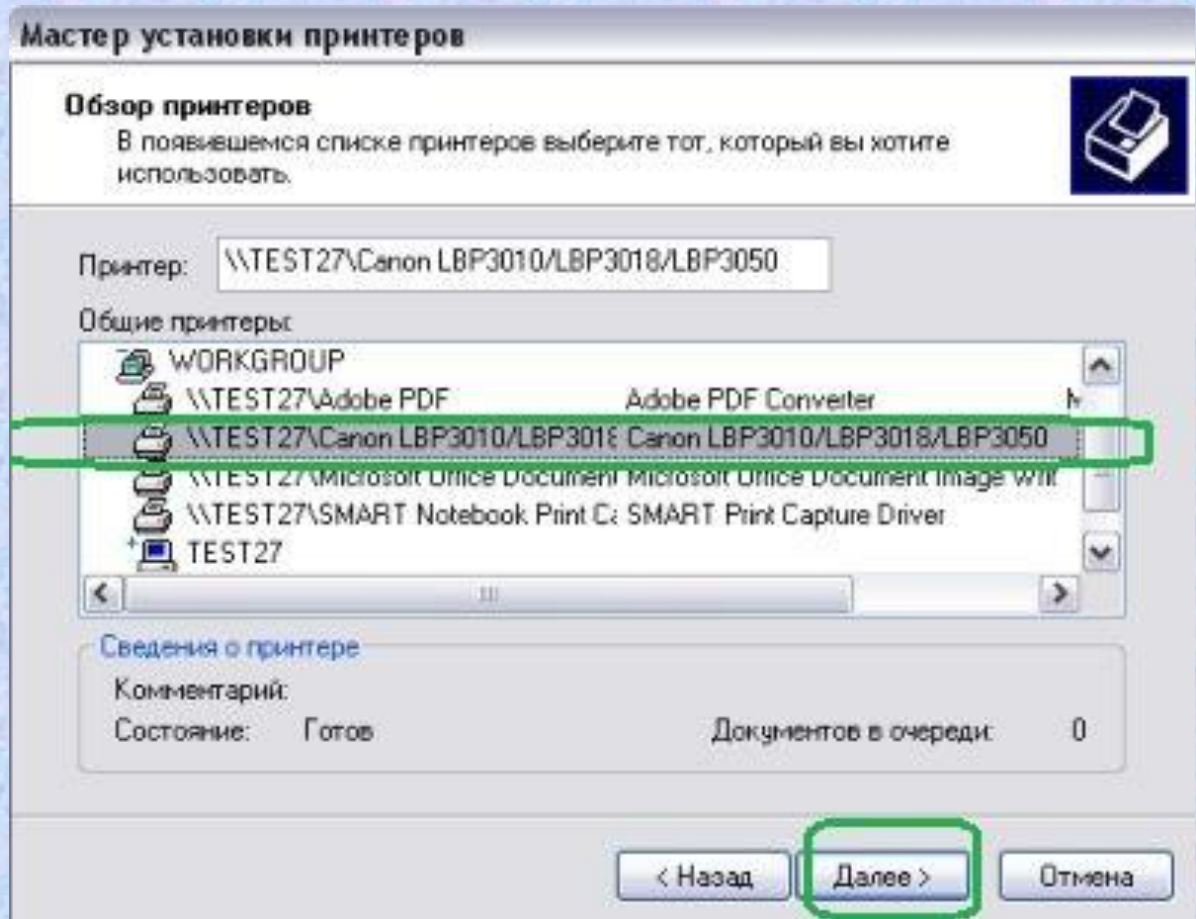 Мастер установки принтеров
Обзор принтеров
В появившемся списке принтеров выберите тот, который вы хотите
использовать.
Принтер: \\TEST27\Canon LBP3010/LBP3018/LBP3050
Общие принтеры:
WORKGROUP
\\TEST27\Adobe PDF Adobe PDF Converter
\\TEST27\Canon LBP3010/LBP3018 Canon LBP3010/LBP3018/LBP3050
\\TEST27\Microsoft Office Document Microsoft Office Document Image Writ
\\TEST27\SMART Notebook Print Ca SMART Print Capture Driver
TEST27
Сведения о принтере
Комментарий:
Состояние: Готов Документов в очереди: 0
< Назад Далее > Отмена